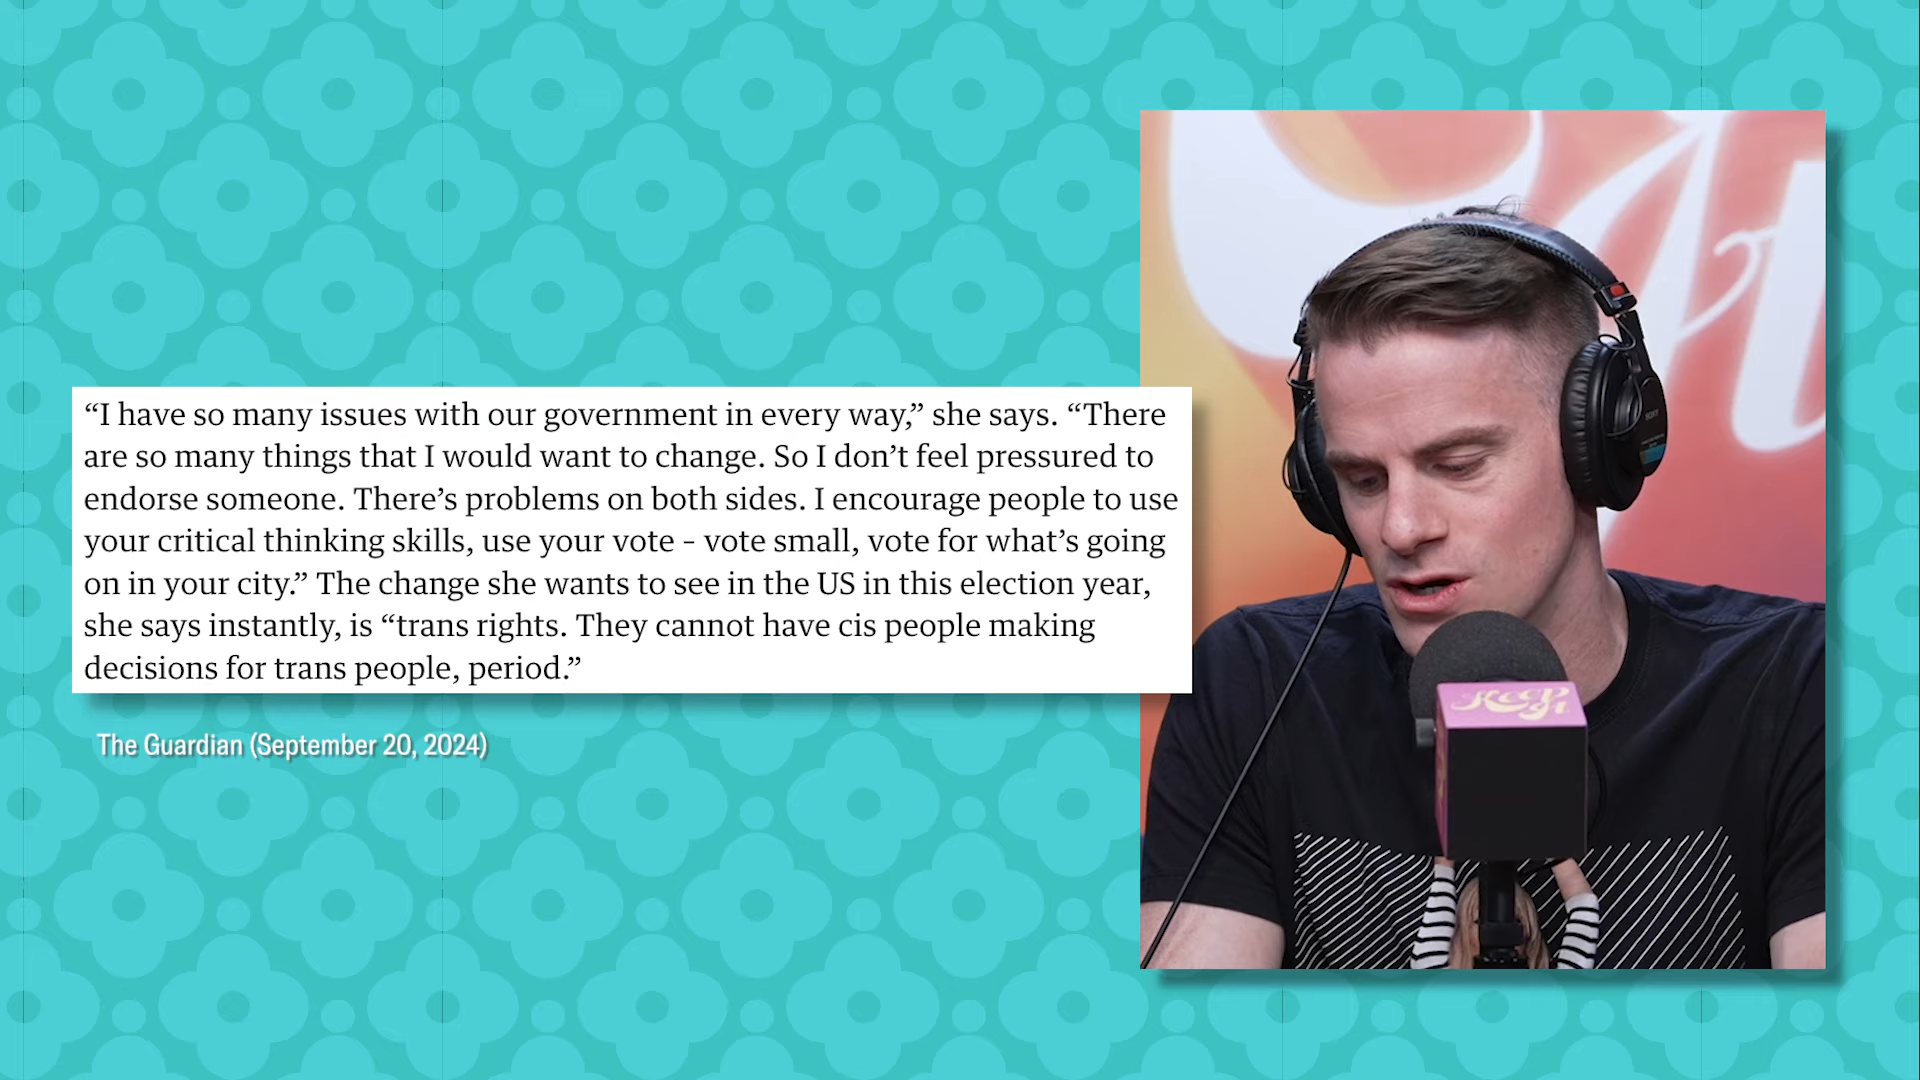 “I have so many issues with our government in every way,” she says. “There
are so many things that I would want to change. So I don’t feel pressured to
endorse someone. There’s problems on both sides. I encourage people to use
your critical thinking skills, use your vote – vote small, vote for what’s going
on in your city.” The change she wants to see in the US in this election year,
she says instantly, is “trans rights. They cannot have cis people making
decisions for trans people, period.”
The Guardian (September 20, 2024)
Keep
it